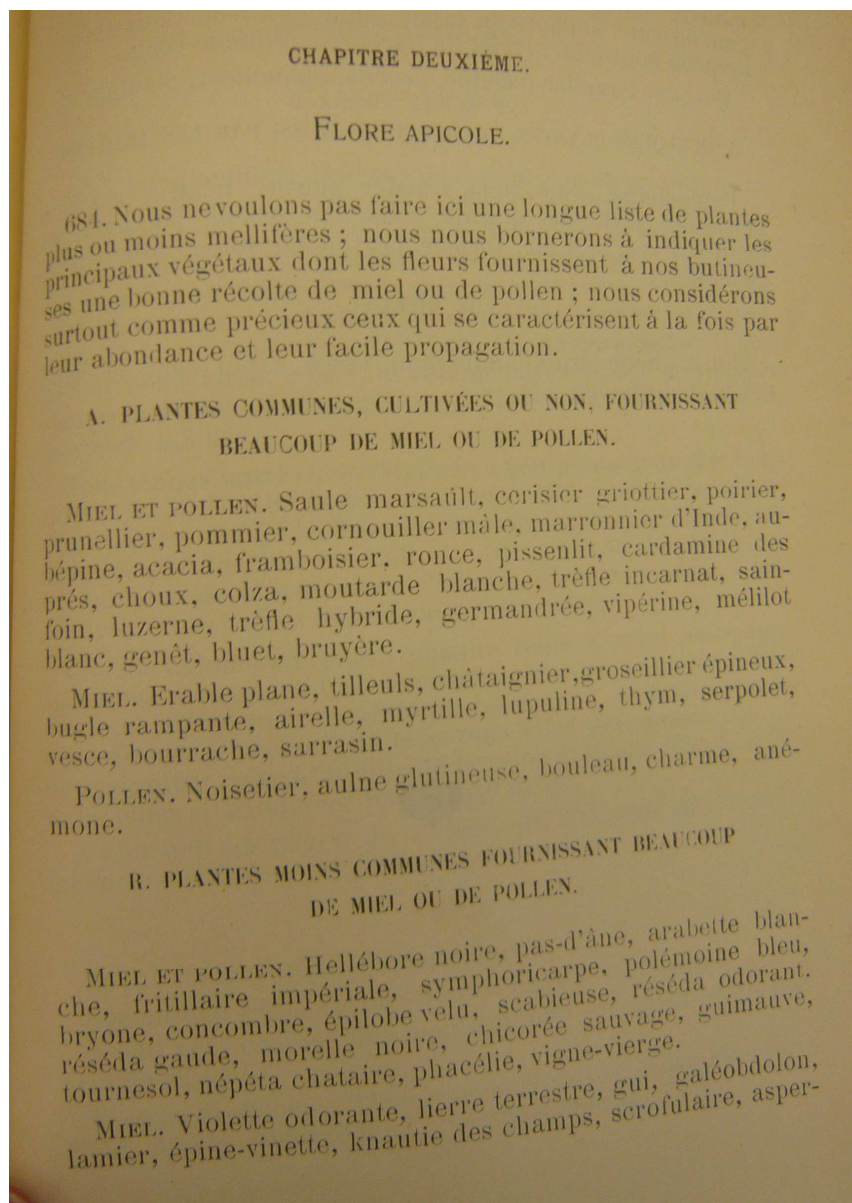 CHAPITRE DEUXIÈME.
FLORE APICOLE.
684. Nous ne voulons pas faire ici une longue liste de plantes
plus ou moins mellifères ; nous nous bornerons à indiquer les
principaux végétaux dont les fleurs fournissent à nos butineu-
ses une bonne récolte de miel ou de pollen ; nous considérons
surtout comme précieux ceux qui se caractérisent à la fois par
leur abondance et leur facile propagation.
A. PLANTES COMMUNES, CULTIVÉES OU NON, FOURNISSANT
BEAUCOUP DE MIEL OU DE POLLEN.
MIEL ET POLLEN. Saule marsault, cerisier griottier, poirier,
prunellier, pommier, cornouiller mâle, marronnier d'Inde, au-
bépine, acacia, framboisier, ronce, pissenlit, cardamine des
prés, choux, colza, moutarde blanche, trèfle incarnat, sain-
foin, luzerne, trèfle hybride, germandrée, vipérine, mélilot
blanc, genêt, bluet, bruyère.
MIEL. Erable plane, tilleuls, châtaignier, groseillier épineux,
bugle rampante, airelle, myrtille, lupuline, thym, serpolet,
vesce, bourrache, sarrasin.
POLLEN. Noisetier, aulne glutineuse, bouleau, charme, ané-
mone.
B. PLANTES MOINS COMMUNES FOURNISSANT BEAUCOUP
DE MIEL OU DE POLLEN.
MIEL ET POLLEN. Hellébore noire, pas-d'âne, arabette blan-
che, fritillaire impériale, symphoricarpe, polémoine bleu,
bryone, concombre, épilobe velu, scabieuse, réséda odorant.
réséda gaude, morelle noire, chicorée sauvage, guimauve,
tournesol, népéta chataire, phacélie, vigne-vierge.
MIEL. Violette odorante, lierre terrestre, gui, galéobdolon,
lamier, épine-vinette, knautie des champs, scrofulaire, asper-